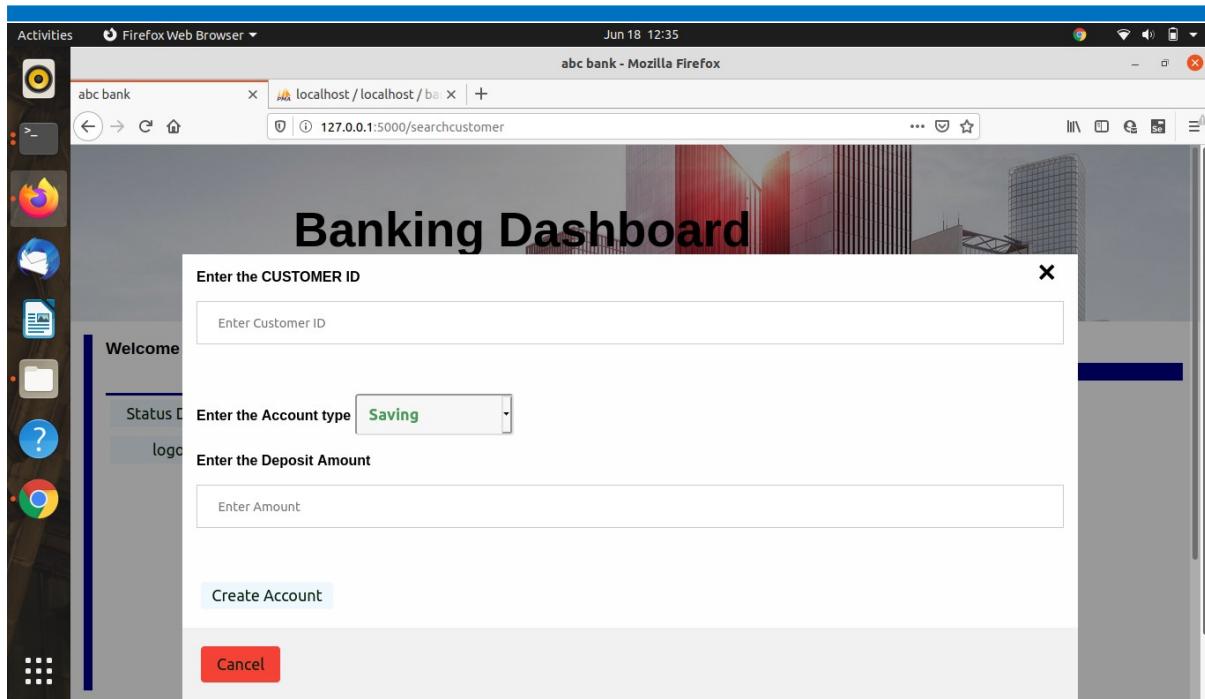 Activities Firefox Web Browser Jun 18 12:35
abc bank - Mozilla Firefox
abc bank localhost / localhost / ba
127.0.0.1:5000/searchcustomer
Banking Dashboard
Enter the CUSTOMER ID
Enter Customer ID
Welcome
Enter the Account type Saving
Status D
logo
Enter the Deposit Amount
Enter Amount
Create Account
Cancel